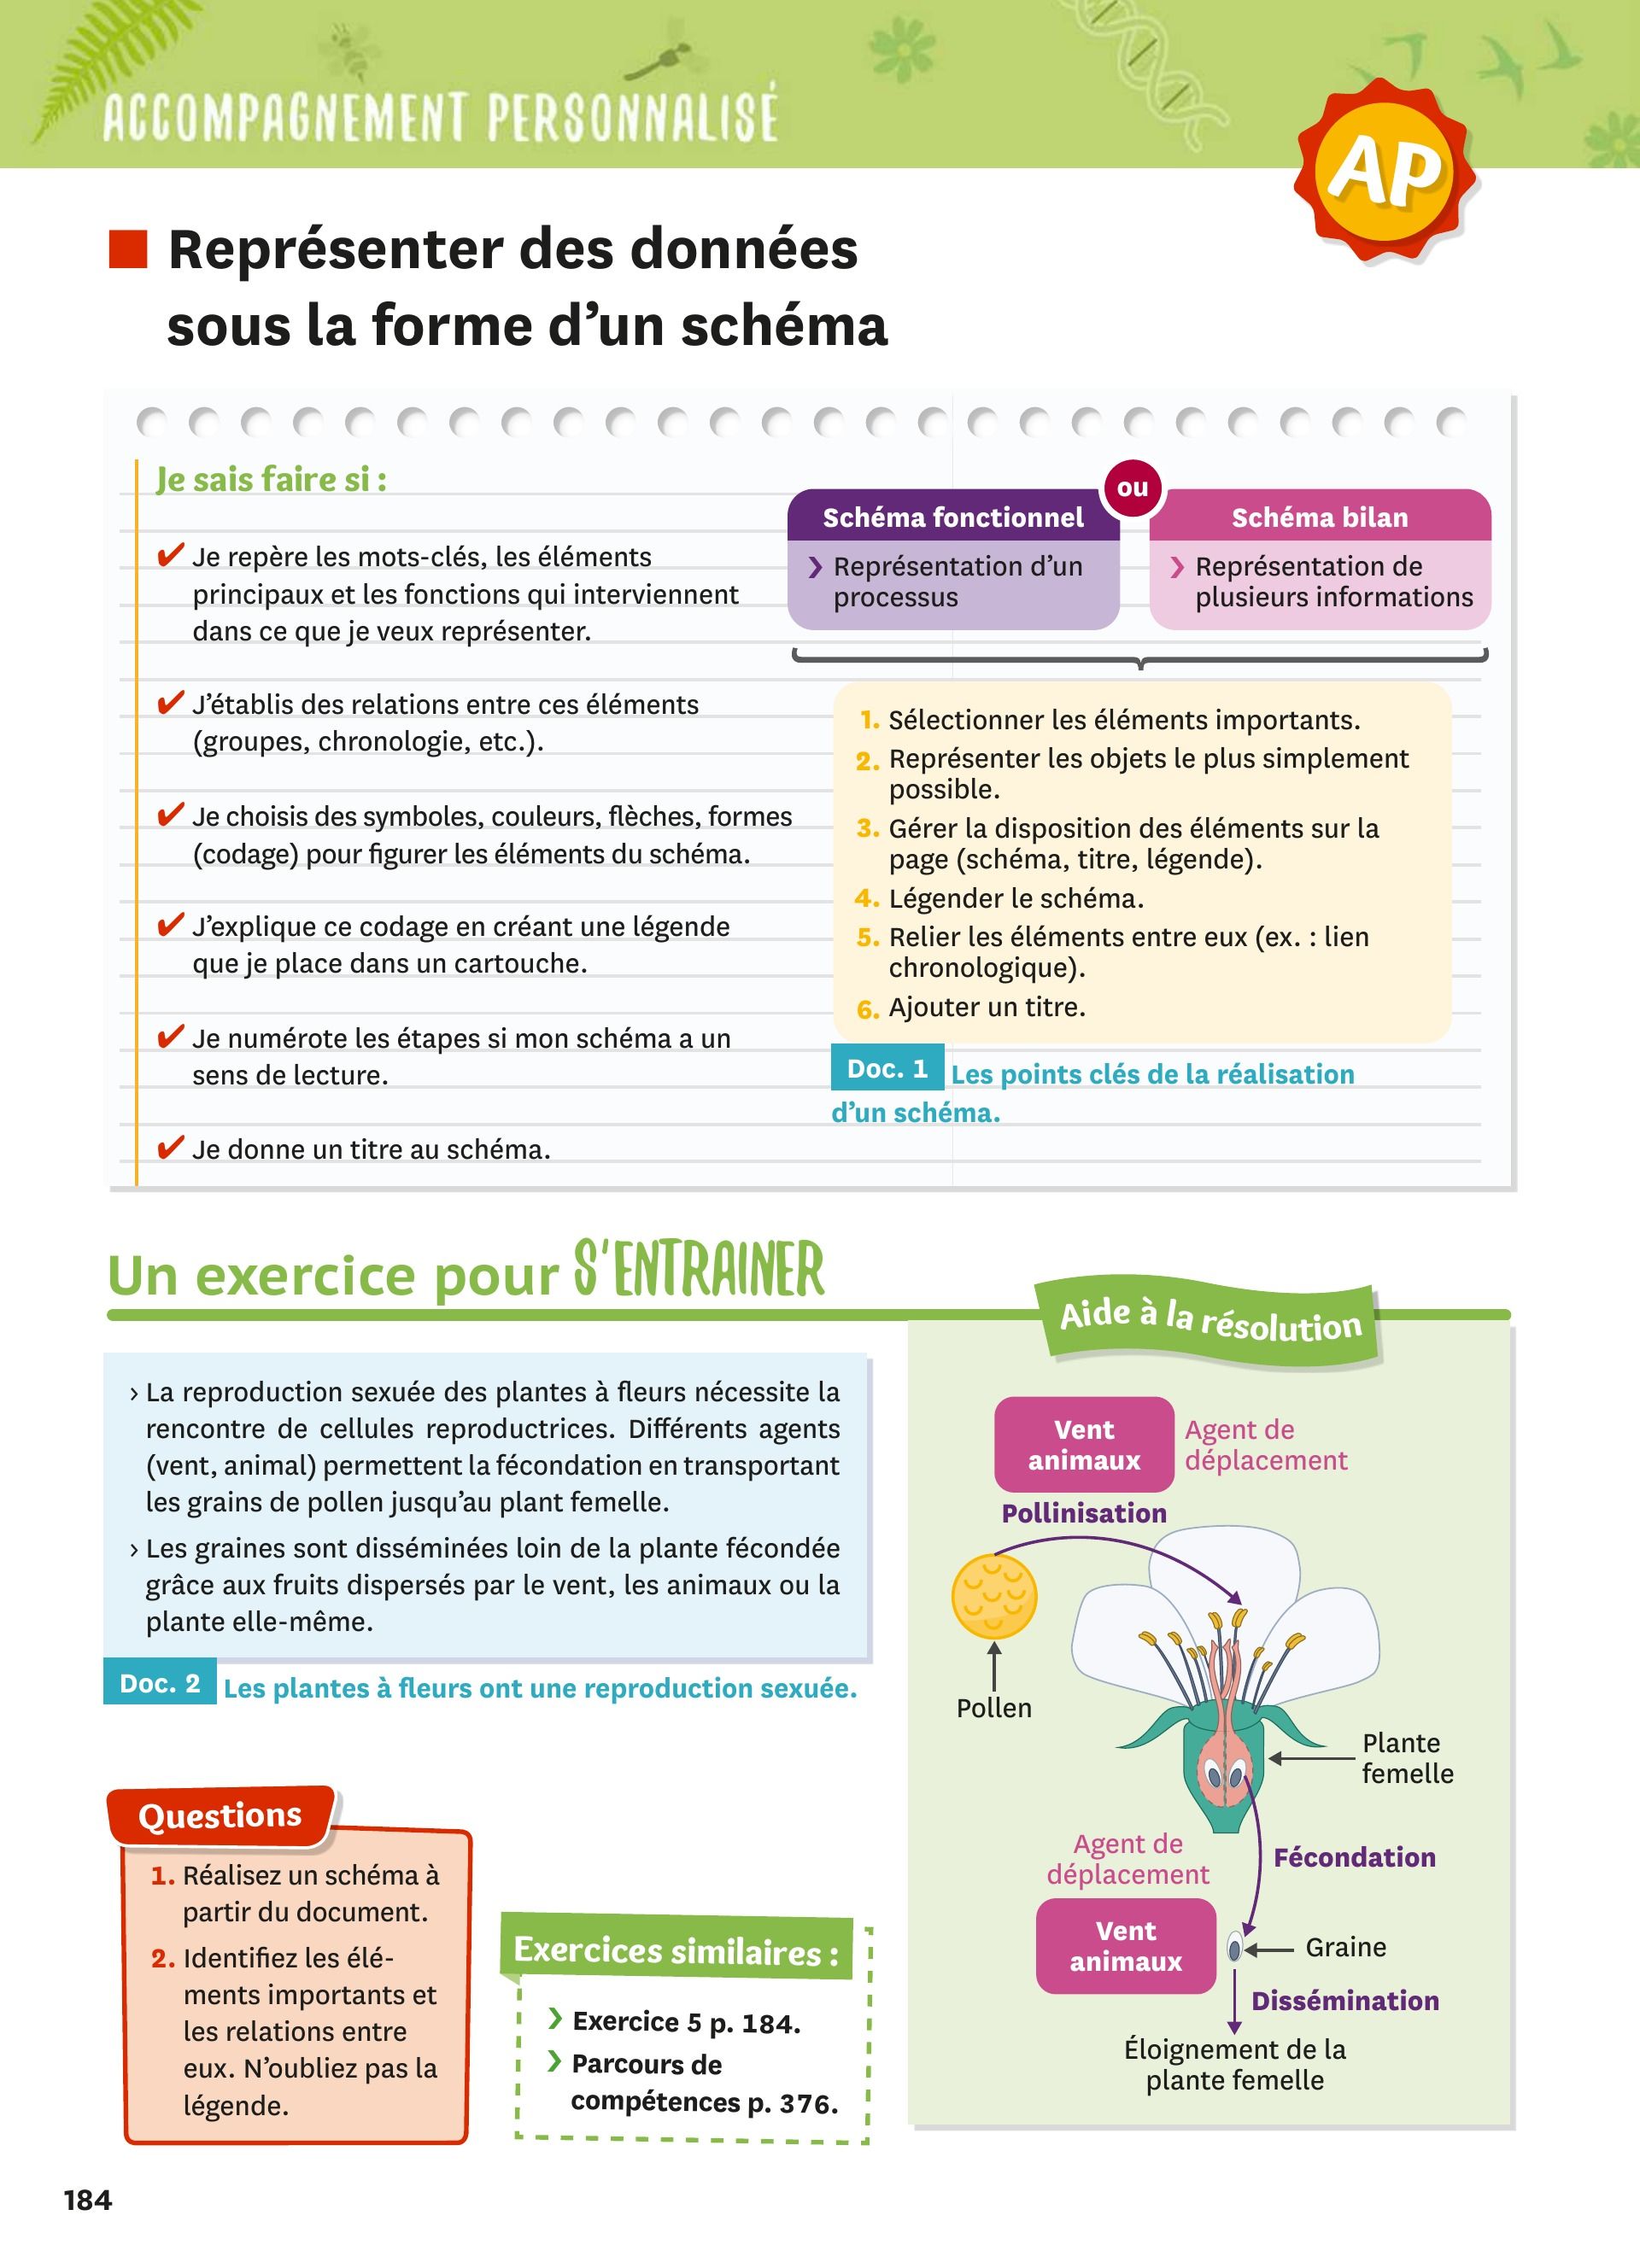 ACCOMPAGNEMENT PERSONNALISÉ
AP
Représenter des données
sous la forme d’un schéma
Je sais faire si :
✔ Je repère les mots-clés, les éléments
principaux et les fonctions qui interviennent
dans ce que je veux représenter.
✔ J’établis des relations entre ces éléments
(groupes, chronologie, etc.).
✔ Je choisis des symboles, couleurs, flèches, formes
(codage) pour figurer les éléments du schéma.
✔ J’explique ce codage en créant une légende
que je place dans un cartouche.
✔ Je numérote les étapes si mon schéma a un
sens de lecture.
✔ Je donne un titre au schéma.
Schéma fonctionnel
❯ Représentation d’un
processus
ou
Schéma bilan
❯ Représentation de
plusieurs informations
1. Sélectionner les éléments importants.
2. Représenter les objets le plus simplement
possible.
3. Gérer la disposition des éléments sur la
page (schéma, titre, légende).
4. Légender le schéma.
5. Relier les éléments entre eux (ex. : lien
chronologique).
6. Ajouter un titre.
Doc. 1 Les points clés de la réalisation
d’un schéma.
Un exercice pour S'ENTRAINER
› La reproduction sexuée des plantes à fleurs nécessite la
rencontre de cellules reproductrices. Différents agents
(vent, animal) permettent la fécondation en transportant
les grains de pollen jusqu’au plant femelle.
› Les graines sont disséminées loin de la plante fécondée
grâce aux fruits dispersés par le vent, les animaux ou la
plante elle-même.
Doc. 2 Les plantes à fleurs ont une reproduction sexuée.
Questions
1. Réalisez un schéma à
partir du document.
2. Identifiez les élé-
ments importants et
les relations entre
eux. N’oubliez pas la
légende.
Exercices similaires :
❯ Exercice 5 p. 184.
❯ Parcours de
compétences p. 376.
Aide à la résolution
Vent
animaux
Agent de
déplacement
Pollinisation
Pollen
Plante
femelle
Agent de
déplacement
Fécondation
Vent
animaux
Graine
Dissémination
Éloignement de la
plante femelle
184